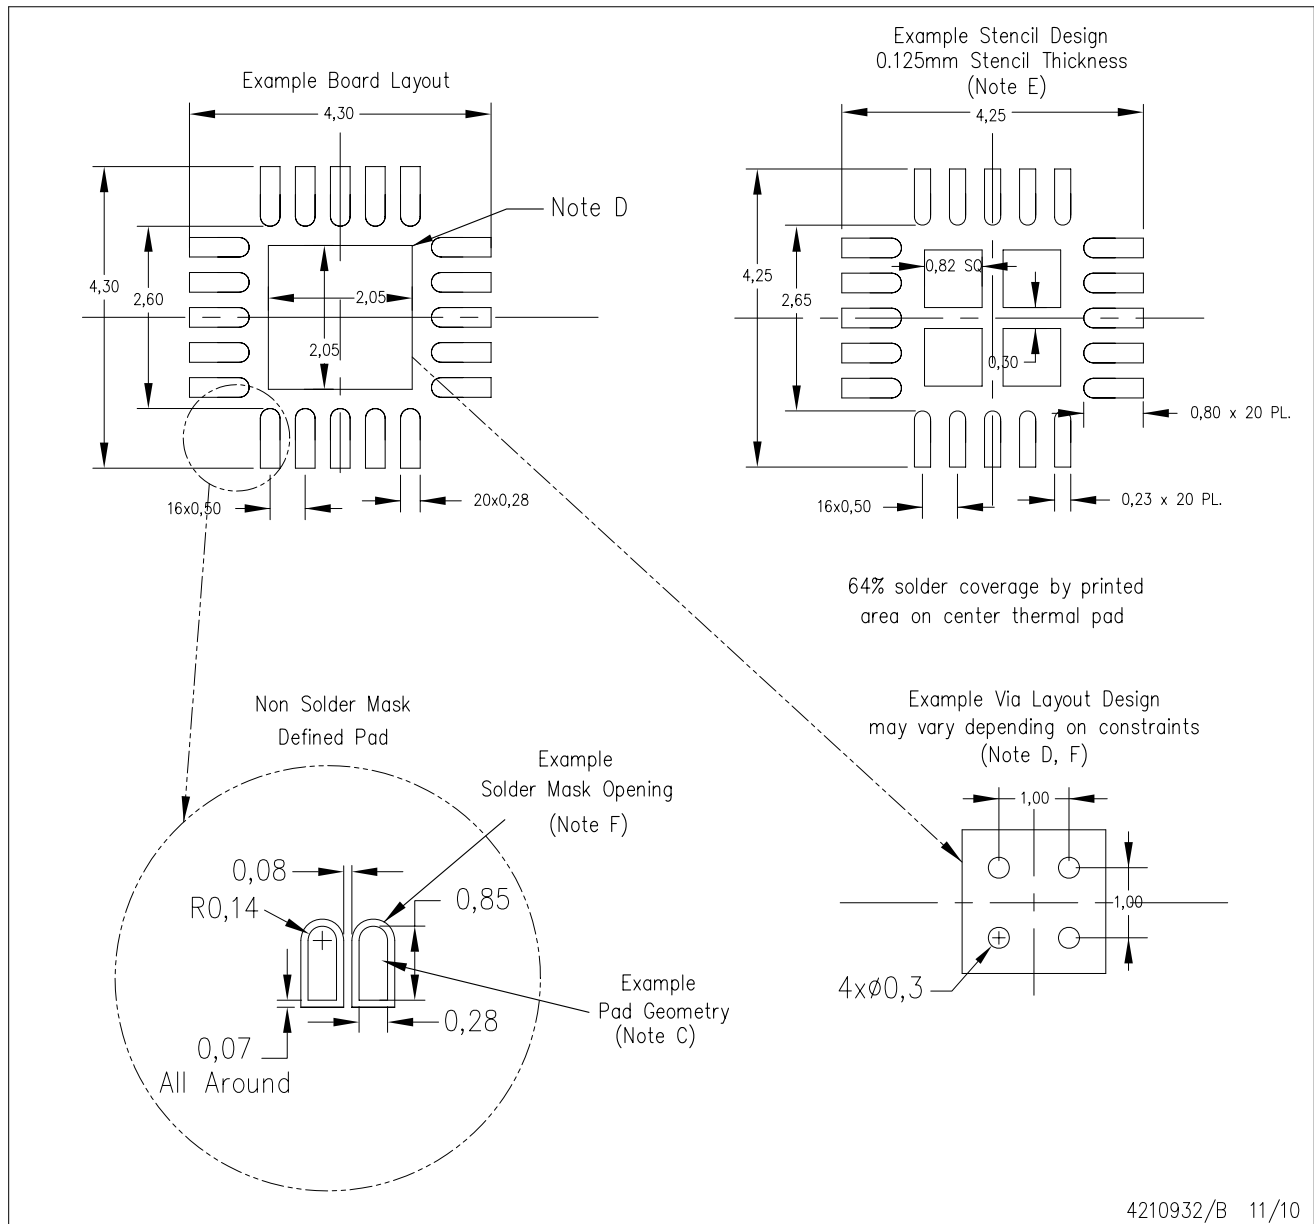 Example Board Layout
4,30
Note D
4,30
2,60
2,05
2,05
16x0,50
20x0,28
Example Stencil Design
0.125mm Stencil Thickness
(Note E)
4,25
4,25
2,65
0,82 SQ
0,30
0,80 x 20 PL.
16x0,50
0,23 x 20 PL.
64% solder coverage by printed
area on center thermal pad
Non Solder Mask
Defined Pad
Example
Solder Mask Opening
(Note F)
0,08
R0,14
0,85
Example
Pad Geometry
(Note C)
0,28
0,07
All Around
Example Via Layout Design
may vary depending on constraints
(Note D, F)
1,00
1,00
4xø0,3
4210932/B 11/10